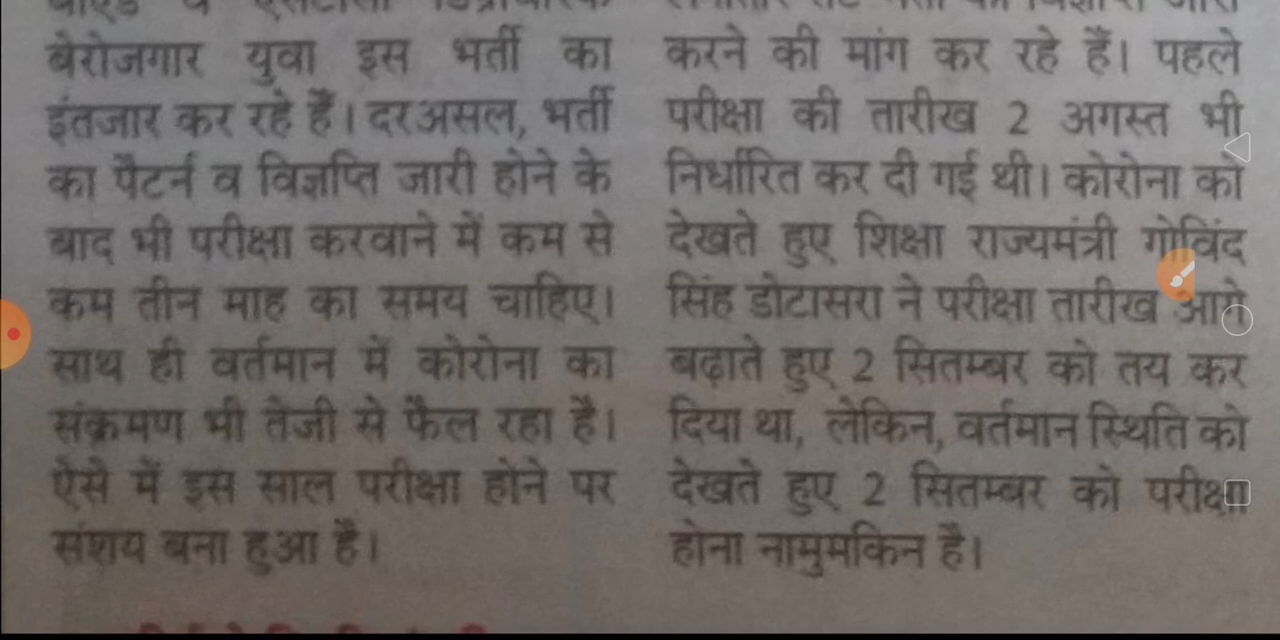 बेरोजगार युवा इस भर्ती का
इंतजार कर रहे हैं। दरअसल, भर्ती
का पैटर्न व विज्ञप्ति जारी होने के
बाद भी परीक्षा करवाने में कम से
कम तीन माह का समय चाहिए।
साथ ही वर्तमान में कोरोना का
संक्रमण भी तेजी से फैल रहा है।
ऐसे में इस साल परीक्षा होने पर
संशय बना हुआ है।
करने की मांग कर रहे हैं। पहले
परीक्षा की तारीख 2 अगस्त भी
निर्धारित कर दी गई थी। कोरोना को
देखते हुए शिक्षा राज्यमंत्री गोविंद
सिंह डोटासरा ने परीक्षा तारीख आगे
बढ़ाते हुए 2 सितम्बर को तय कर
दिया था, लेकिन, वर्तमान स्थिति को
देखते हुए 2 सितम्बर को परीक्षा
होना नामुमकिन है।